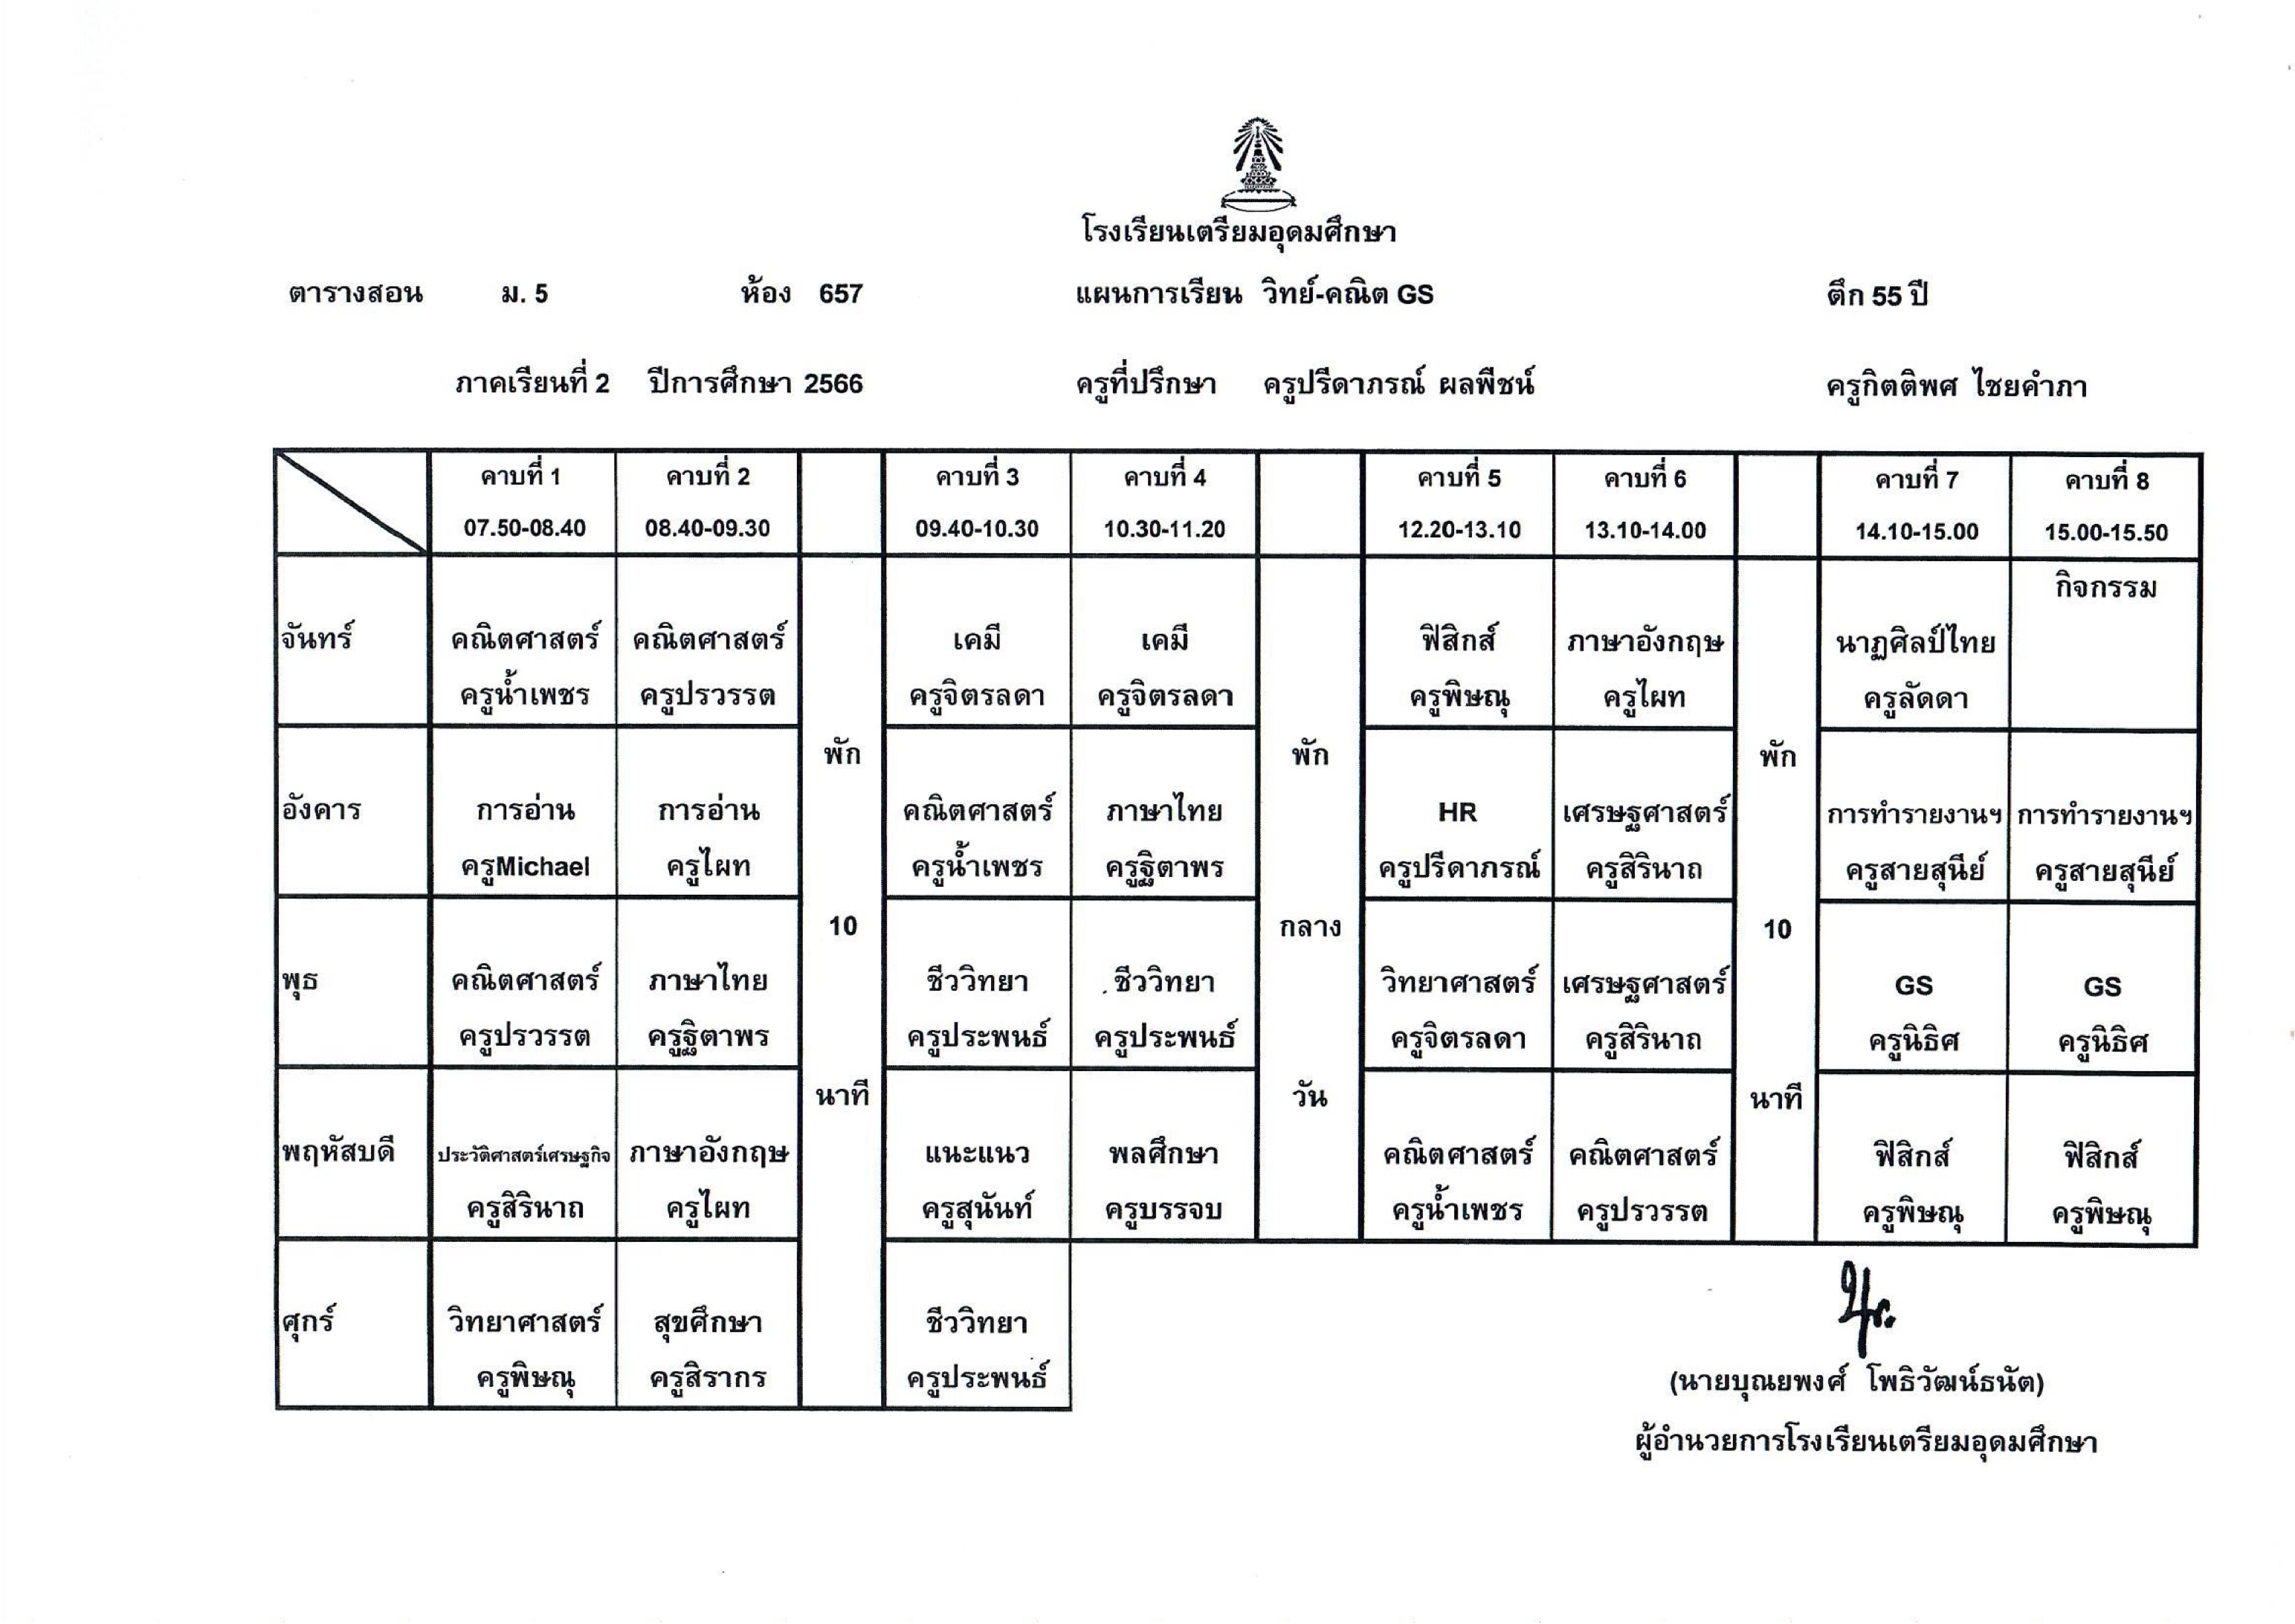 โรงเรียนเตรียมอุดมศึกษา
ตารางสอน ม. 5 ห้อง 657 แผนการเรียน วิทย์-คณิต GS ตึก 55 ปี
ภาคเรียนที่ 2 ปีการศึกษา 2566 ครูที่ปรึกษา ครูปรีดาภรณ์ ผลพีชน์ ครูกิตติพศ ไชยคำภา
คาบที่ 1 คาบที่ 2 คาบที่ 3 คาบที่ 4 คาบที่ 5 คาบที่ 6 คาบที่ 7 คาบที่ 8
07.50-08.40 08.40-09.30 09.40-10.30 10.30-11.20 12.20-13.10 13.10-14.00 14.10-15.00 15.00-15.50
กิจกรรม
จันทร์ คณิตศาสตร์ คณิตศาสตร์ เคมี เคมี ฟิสิกส์ ภาษาอังกฤษ นาฏศิลป์ไทย
ครูน้ำเพชร ครูปรวรรต ครูจิตรลดา ครูจิตรลดา ครูพิษณุ ครูไผท ครูลัดดา
พัก พัก พัก
อังคาร การอ่าน การอ่าน คณิตศาสตร์ ภาษาไทย HR เศรษฐศาสตร์ การทำรายงานฯ การทำรายงานฯ
ครูMichael ครูไผท ครูน้ำเพชร ครูฐิตาพร ครูปรีดาภรณ์ ครูสิรินาถ ครูสายสุนีย์ ครูสายสุนีย์
10 กลาง 10
พุธ คณิตศาสตร์ ภาษาไทย ชีววิทยา ชีววิทยา วิทยาศาสตร์ เศรษฐศาสตร์ GS GS
ครูปรวรรต ครูฐิตาพร ครูประพนธ์ ครูประพนธ์ ครูจิตรลดา ครูสิรินาถ ครูนิธิศ ครูนิธิศ
นาที วัน นาที
พฤหัสบดี ประวัติศาสตร์เศรษฐกิจ ภาษาอังกฤษ แนะแนว พลศึกษา คณิตศาสตร์ คณิตศาสตร์ ฟิสิกส์ ฟิสิกส์
ครูสิรินาถ ครูไผท ครูสุนันท์ ครูบรรจบ ครูน้ำเพชร ครูปรวรรต ครูพิษณุ ครูพิษณุ
ศุกร์ วิทยาศาสตร์ สุขศึกษา ชีววิทยา
ครูพิษณุ ครูสิรากร ครูประพนธ์
(นายบุณยพงศ์ โพธิวัฒน์ธนัต)
ผู้อำนวยการโรงเรียนเตรียมอุดมศึกษา